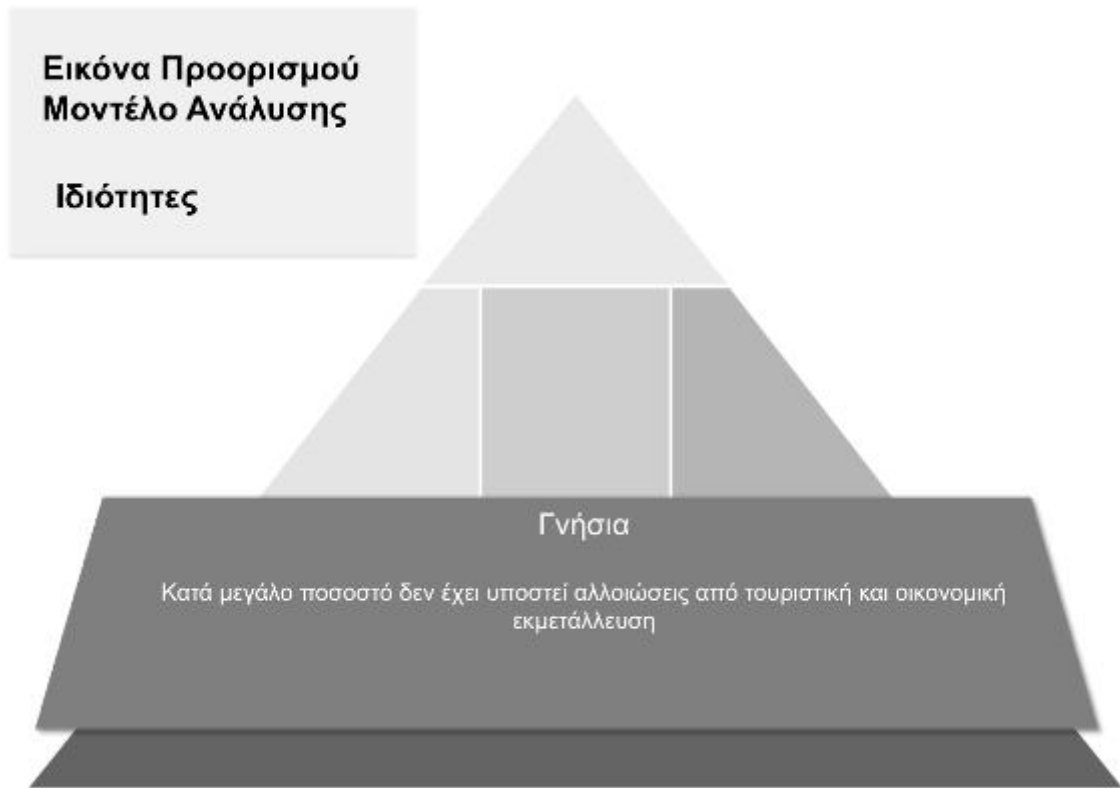 Εικόνα Προορισμού
Μοντέλο Ανάλυσης
Ιδιότητες
Γνήσια
Κατά μεγάλο ποσοστό δεν έχει υποστεί αλλοιώσεις από τουριστική και οικονομική
εκμετάλλευση